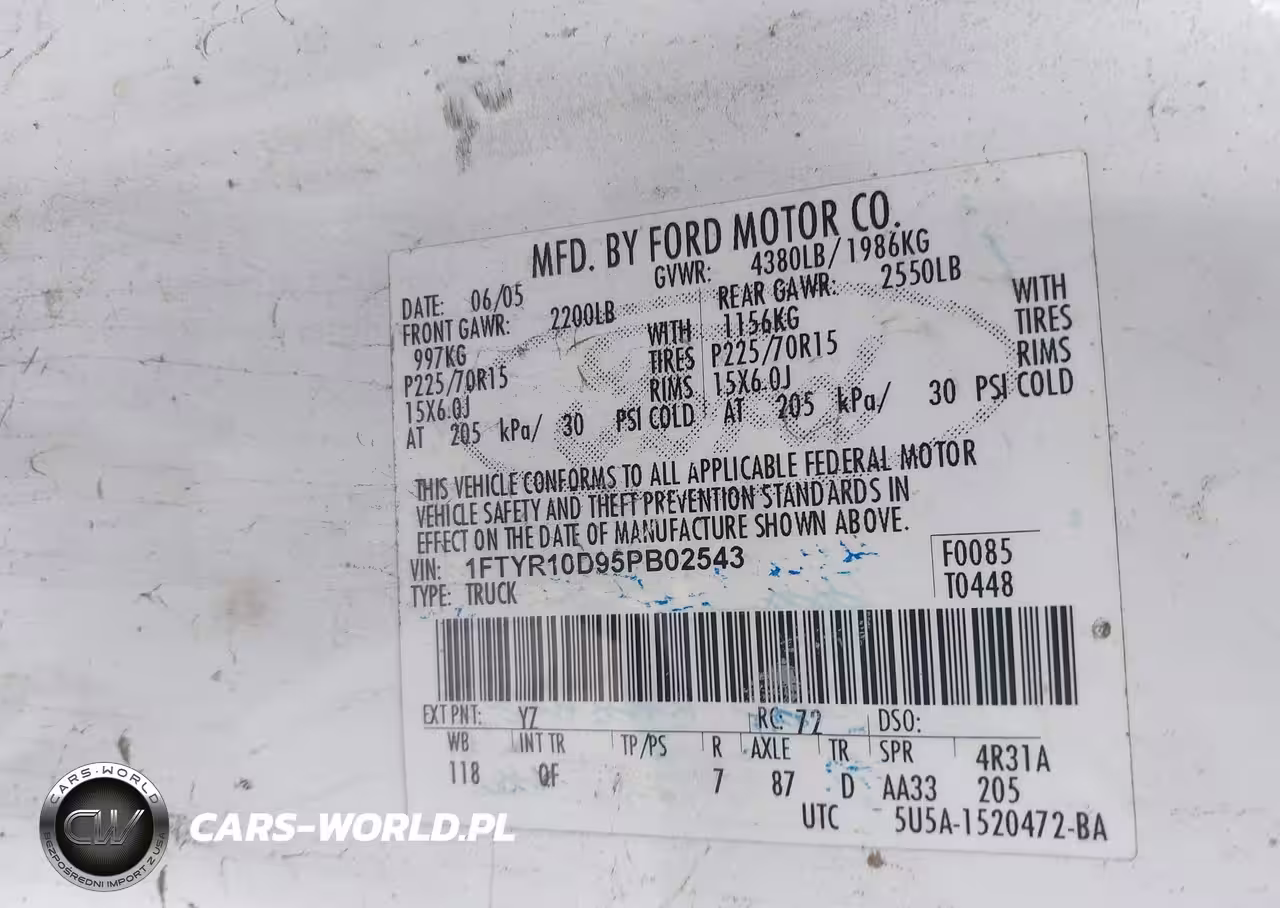 MFD. BY FORD MOTOR CO.
DATE: 06/05 GVWR: 4380LB/1986KG
FRONT GAWR: 2200LB REAR GAWR: 2550LB
997KG WITH 1156KG WITH
P225/70R15 TIRES P225/70R15 TIRES
15X6.0J RIMS 15X6.0J RIMS
AT 205 kPa/ 30 PSI COLD AT 205 kPa/ 30 PSI COLD
THIS VEHICLE CONFORMS TO ALL APPLICABLE FEDERAL MOTOR
VEHICLE SAFETY AND THEFT PREVENTION STANDARDS IN
EFFECT ON THE DATE OF MANUFACTURE SHOWN ABOVE.
VIN: 1FTYR10D95PB02543 F0085
TYPE: TRUCK T0448
EXT PNT: YZ RC: 72 DSO:
WB INT TR TP/PS R AXLE TR SPR 4R31A
118 QF 7 87 D AA33 205
UTC 5U5A-1520472-BA
Ford
CARS-WORLD
CW
BEZPOŚREDNI IMPORT Z USA
CARS-WORLD.PL